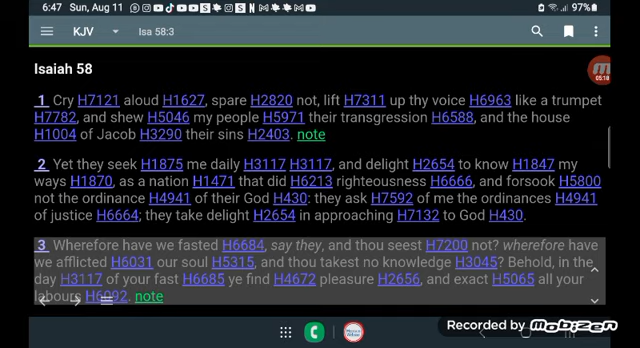 6:47 Sun, Aug 11 97%
KJV Isa 58:3
Isaiah 58
05:18
1 Cry H7121 aloud H1627, spare H2820 not, lift H7311 up thy voice H6963 like a trumpet
H7782, and shew H5046 my people H5971 their transgression H6588, and the house
H1004 of Jacob H3290 their sins H2403. note
2 Yet they seek H1875 me daily H3117 H3117, and delight H2654 to know H1847 my
ways H1870, as a nation H1471 that did H6213 righteousness H6666, and forsook H5800
not the ordinance H4941 of their God H430: they ask H7592 of me the ordinances H4941
of justice H6664; they take delight H2654 in approaching H7132 to God H430.
3 Wherefore have we fasted H6684, say they, and thou seest H7200 not? wherefore have
we afflicted H6031 our soul H5315, and thou takest no knowledge H3045? Behold, in the
day H3117 of your fast H6685 ye find H4672 pleasure H2656, and exact H5065 all your
labours H6092. note
Recorded by mobizen